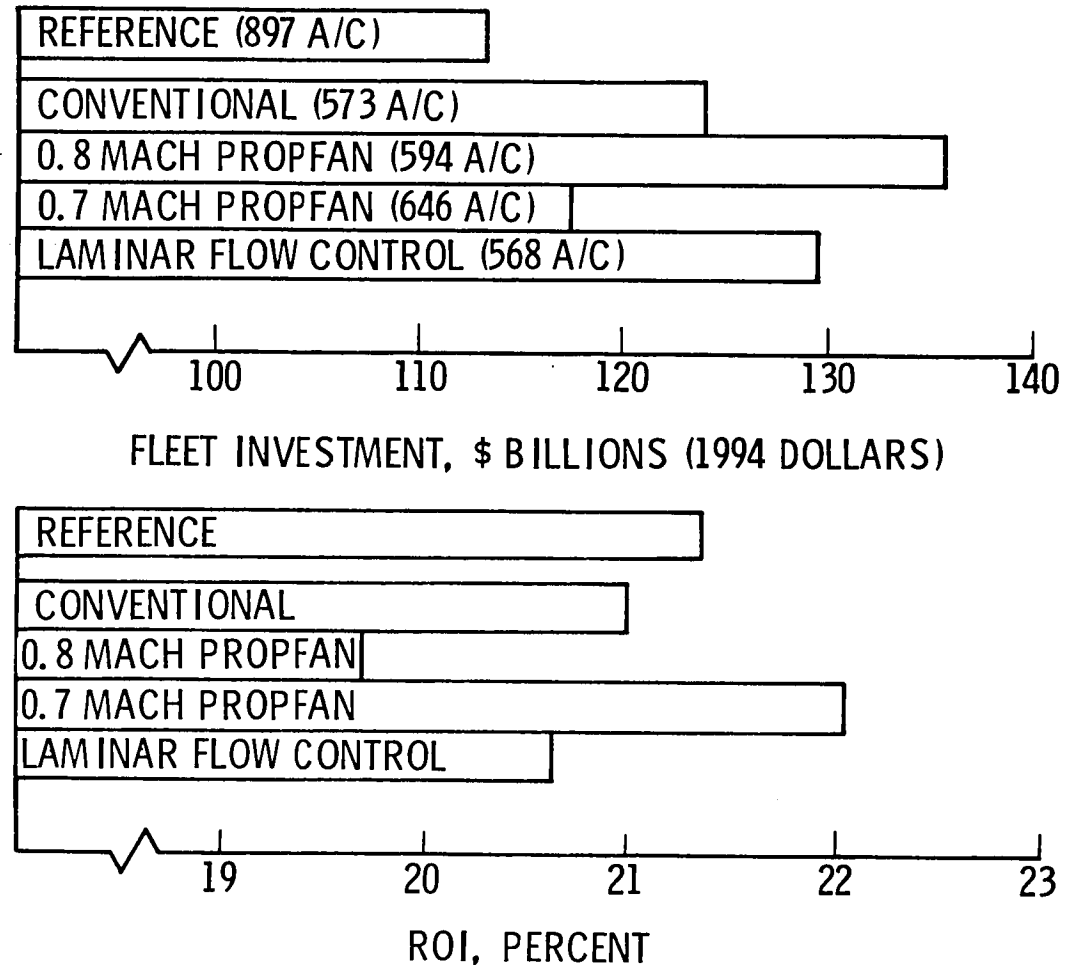 REFERENCE (897 A/C)
CONVENTIONAL (573 A/C)
0.8 MACH PROPFAN (594 A/C)
0.7 MACH PROPFAN (646 A/C)
LAMINAR FLOW CONTROL (568 A/C)
100 110 120 130 140
FLEET INVESTMENT, $ BILLIONS (1994 DOLLARS)
REFERENCE
CONVENTIONAL
0.8 MACH PROPFAN
0.7 MACH PROPFAN
LAMINAR FLOW CONTROL
19 20 21 22 23
ROI, PERCENT